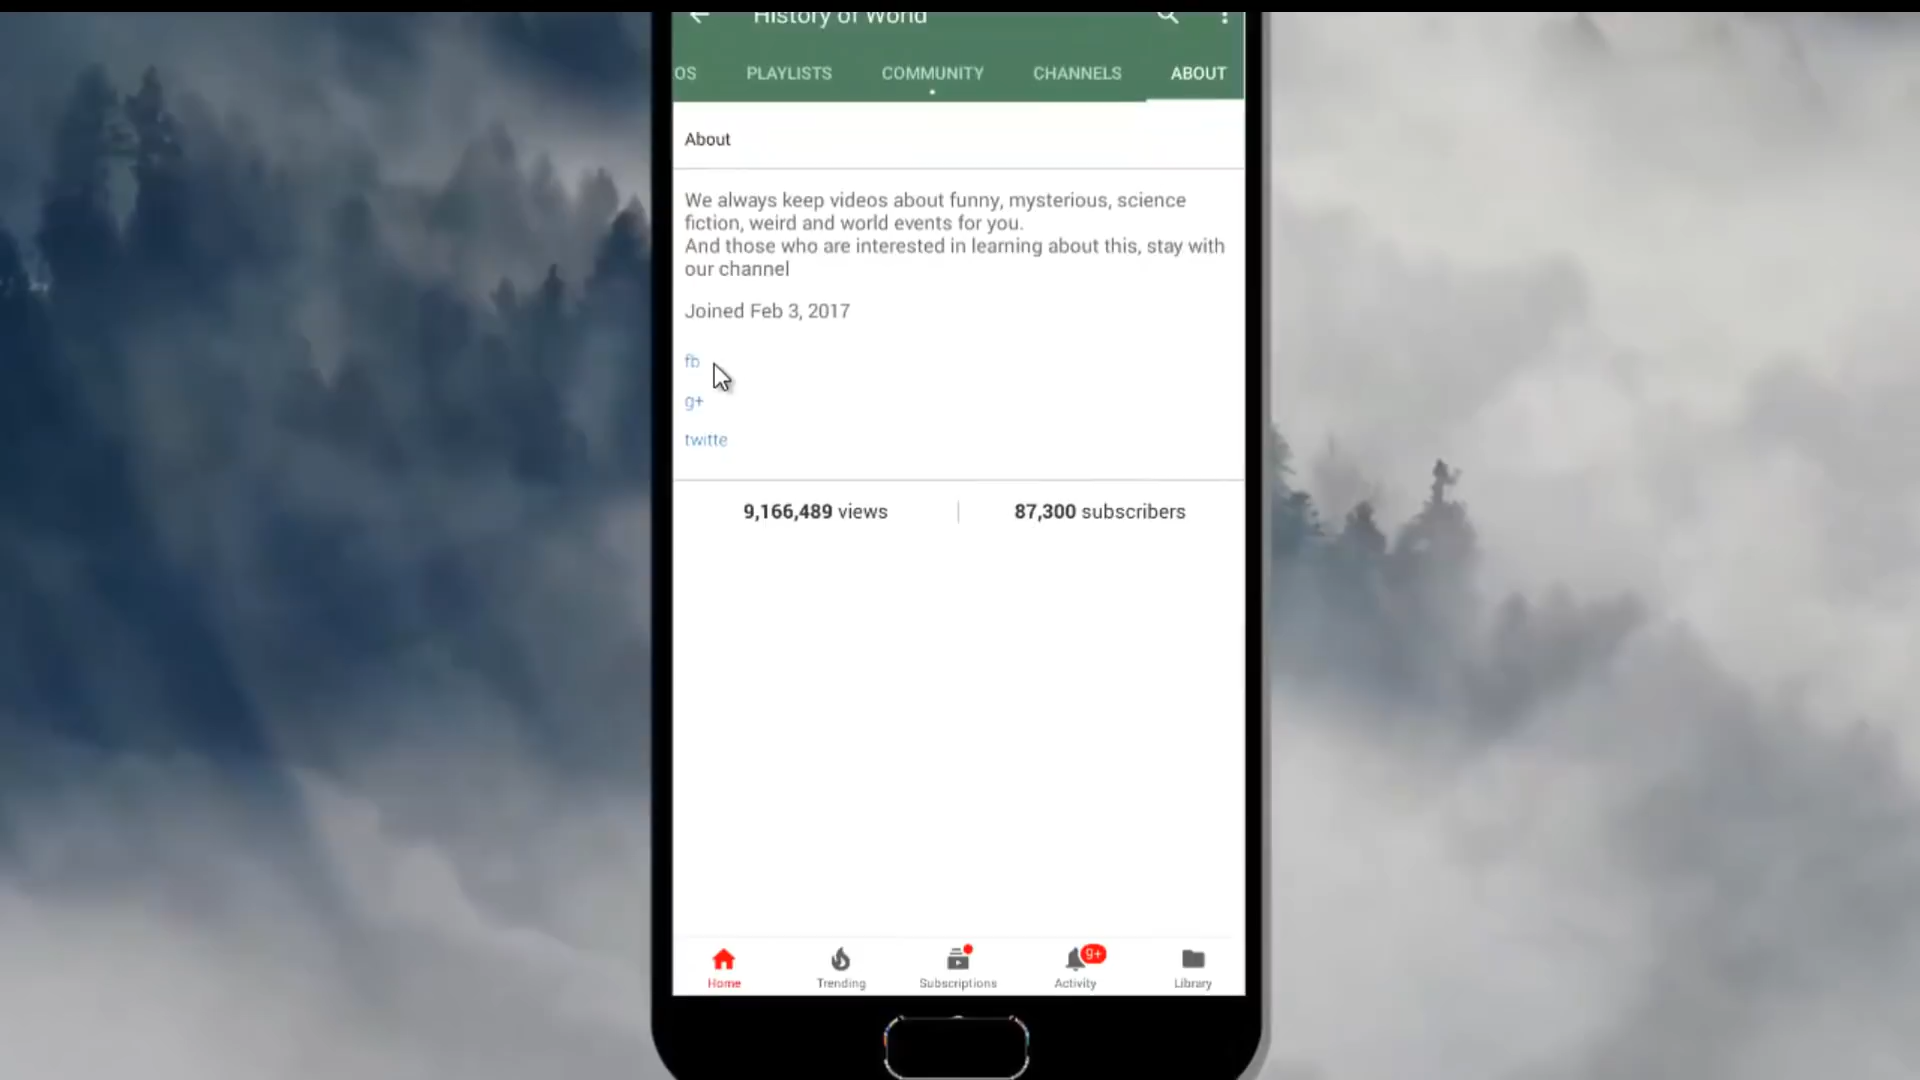 History of World
OS PLAYLISTS COMMUNITY CHANNELS ABOUT
About
We always keep videos about funny, mysterious, science
fiction, weird and world events for you.
And those who are interested in learning about this, stay with
our channel
Joined Feb 3, 2017
fb
g+
twitte
9,166,489 views
87,300 subscribers
9+
Home Trending Subscriptions Activity Library